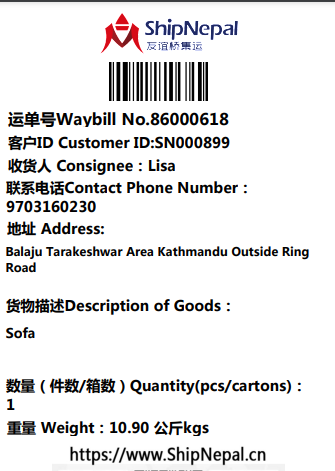 ShipNepal
友谊桥集运
运单号Waybill No.86000618
客户ID Customer ID:SN000899
收货人 Consignee：Lisa
联系电话Contact Phone Number：
9703160230
地址 Address:
Balaju Tarakeshwar Area Kathmandu Outside Ring
Road
货物描述Description of Goods：
Sofa
数量（件数/箱数）Quantity(pcs/cartons)：
1
重量 Weight：10.90 公斤kgs
https://www.ShipNepal.cn